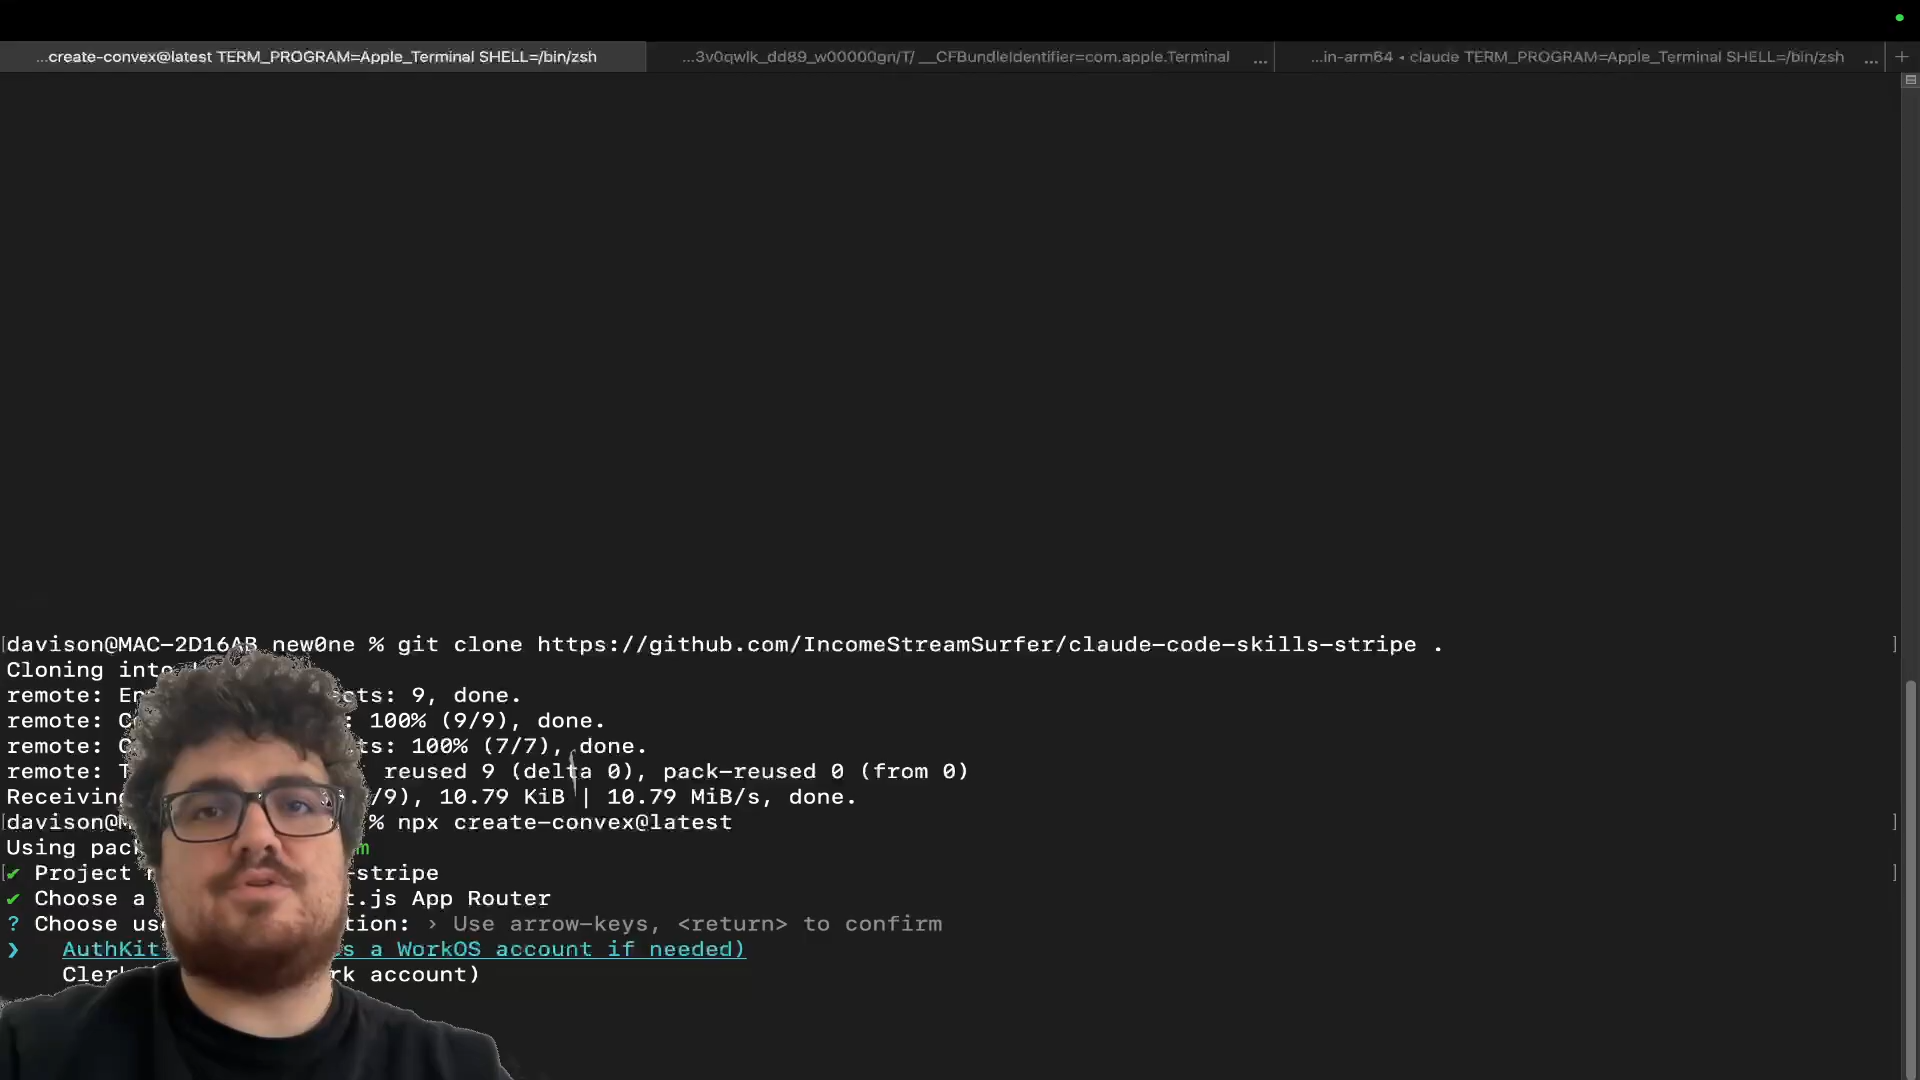 ...create-convex@latest TERM_PROGRAM=Apple_Terminal SHELL=/bin/zsh
...3v0qwlk_dd89_w00000gn/T/ __CFBundleIdentifier=com.apple.Terminal ...
...in-arm64 ◂ claude TERM_PROGRAM=Apple_Terminal SHELL=/bin/zsh ... +
[davison@MAC-2D16AB new0ne % git clone https://github.com/IncomeStreamSurfer/claude-code-skills-stripe . ]
Cloning into
remote: cts: 9, done.
remote: : 100% (9/9), done.
remote: ts: 100% (7/7), done.
remote: reused 9 (delta 0), pack-reused 0 (from 0)
Receiving /9), 10.79 KiB | 10.79 MiB/s, done.
[davison@ % npx create-convex@latest ]
Using
[✔ Project -stripe ]
✔ Choose a t.js App Router
? Choose tion: › Use arrow-keys, <return> to confirm
❯ AuthKit s a WorkOS account if needed)
rk account)